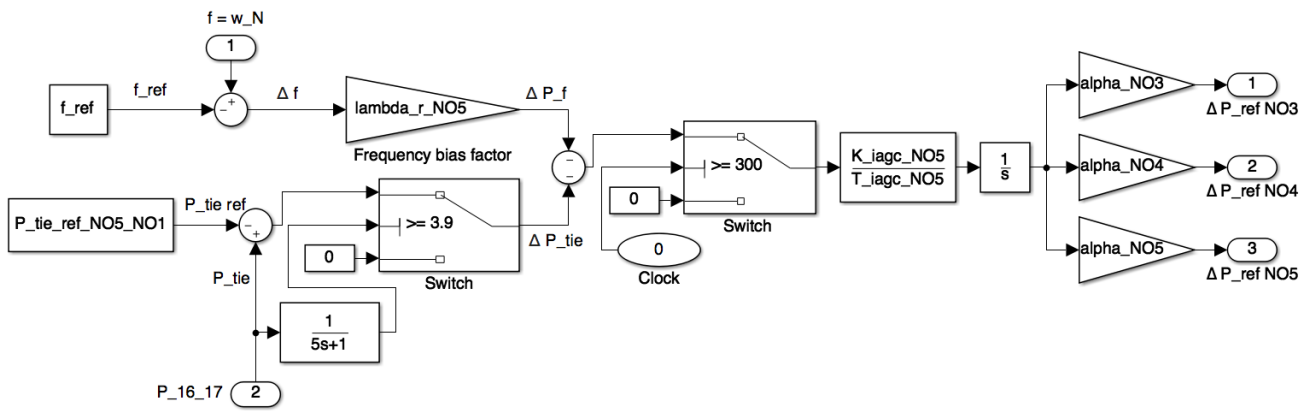 f = w_N
1
f_ref
f_ref
Δ f
lambda_r_NO5
Δ P_f
Frequency bias factor
P_tie_ref_NO5_NO1
P_tie ref
P_tie
>= 3.9
0
Switch
Δ P_tie
1
5s+1
P_16_17
2
>= 300
0
Switch
0
Clock
K_iagc_NO5
T_iagc_NO5
1
s
alpha_NO3
1
Δ P_ref NO3
alpha_NO4
2
Δ P_ref NO4
alpha_NO5
3
Δ P_ref NO5